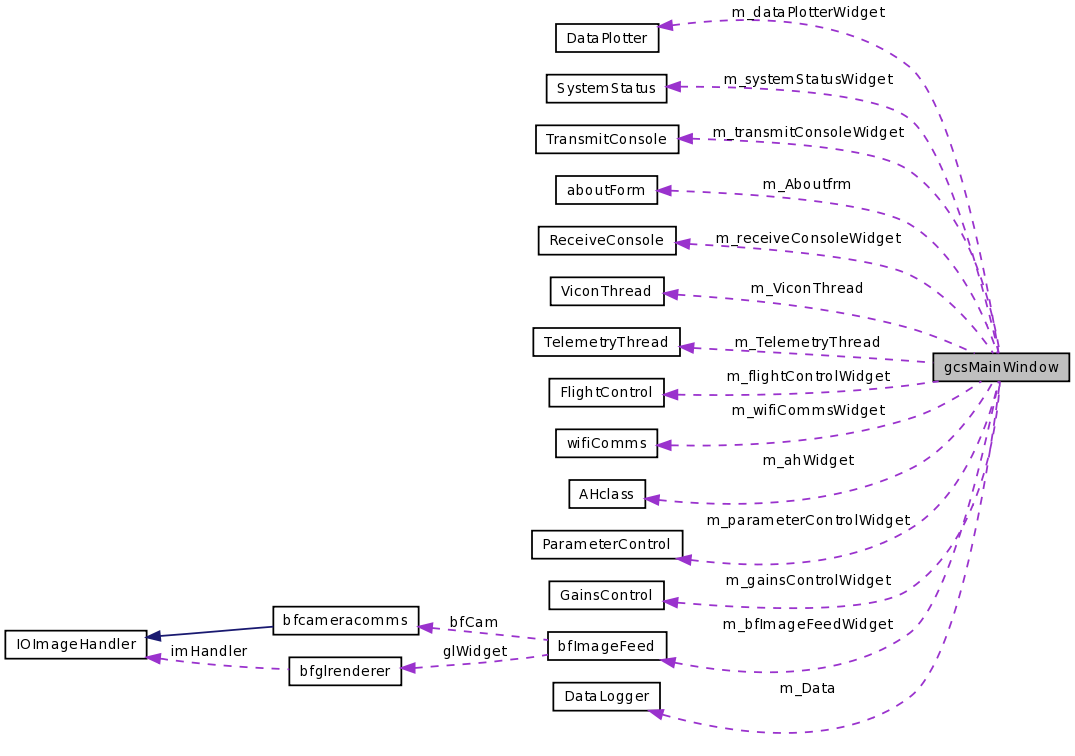 m_dataPlotterWidget
DataPlotter
m_systemStatusWidget
SystemStatus
m_transmitConsoleWidget
TransmitConsole
m_Aboutfrm
aboutForm
m_receiveConsoleWidget
ReceiveConsole
m_ViconThread
ViconThread
m_TelemetryThread
TelemetryThread
gcsMainWindow
m_flightControlWidget
FlightControl
m_wifiCommsWidget
wifiComms
m_ahWidget
AHclass
m_parameterControlWidget
ParameterControl
m_gainsControlWidget
GainsControl
bfcameracomms
bfCam
m_bfImageFeedWidget
IOImageHandler
imHandler
glWidget
bfImageFeed
bfglrenderer
m_Data
DataLogger